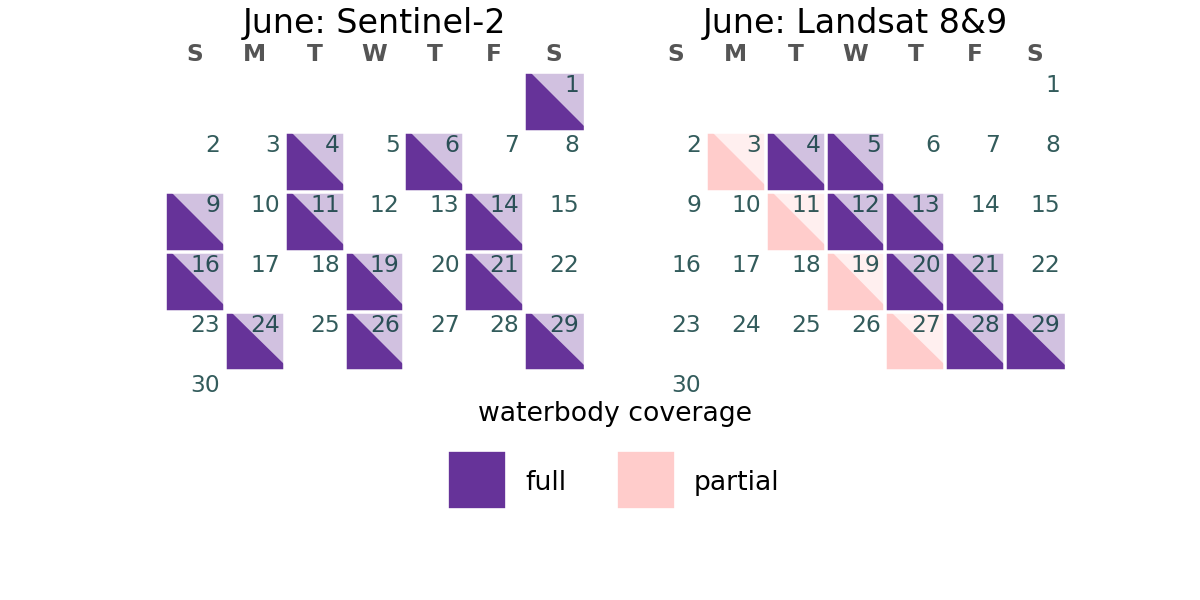 June: Sentinel-2
S M T W T F S
1
2 3 4 5 6 7 8
9 10 11 12 13 14 15
16 17 18 19 20 21 22
23 24 25 26 27 28 29
30
June: Landsat 8&9
S M T W T F S
1
2 3 4 5 6 7 8
9 10 11 12 13 14 15
16 17 18 19 20 21 22
23 24 25 26 27 28 29
30
waterbody coverage
full partial